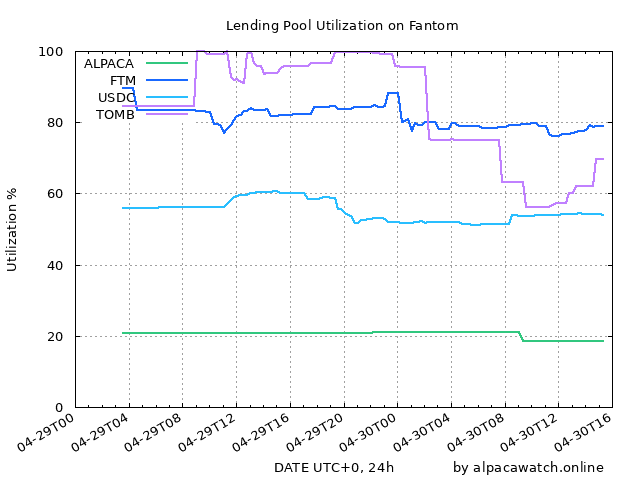 Lending Pool Utilization on Fantom
100
80
60
40
20
0
Utilization %
ALPACA
FTM
USDC
TOMB
04-29T00
04-29T04
04-29T08
04-29T12
04-29T16
04-29T20
04-30T00
04-30T04
04-30T08
04-30T12
04-30T16
DATE UTC+0, 24h
by alpacawatch.online